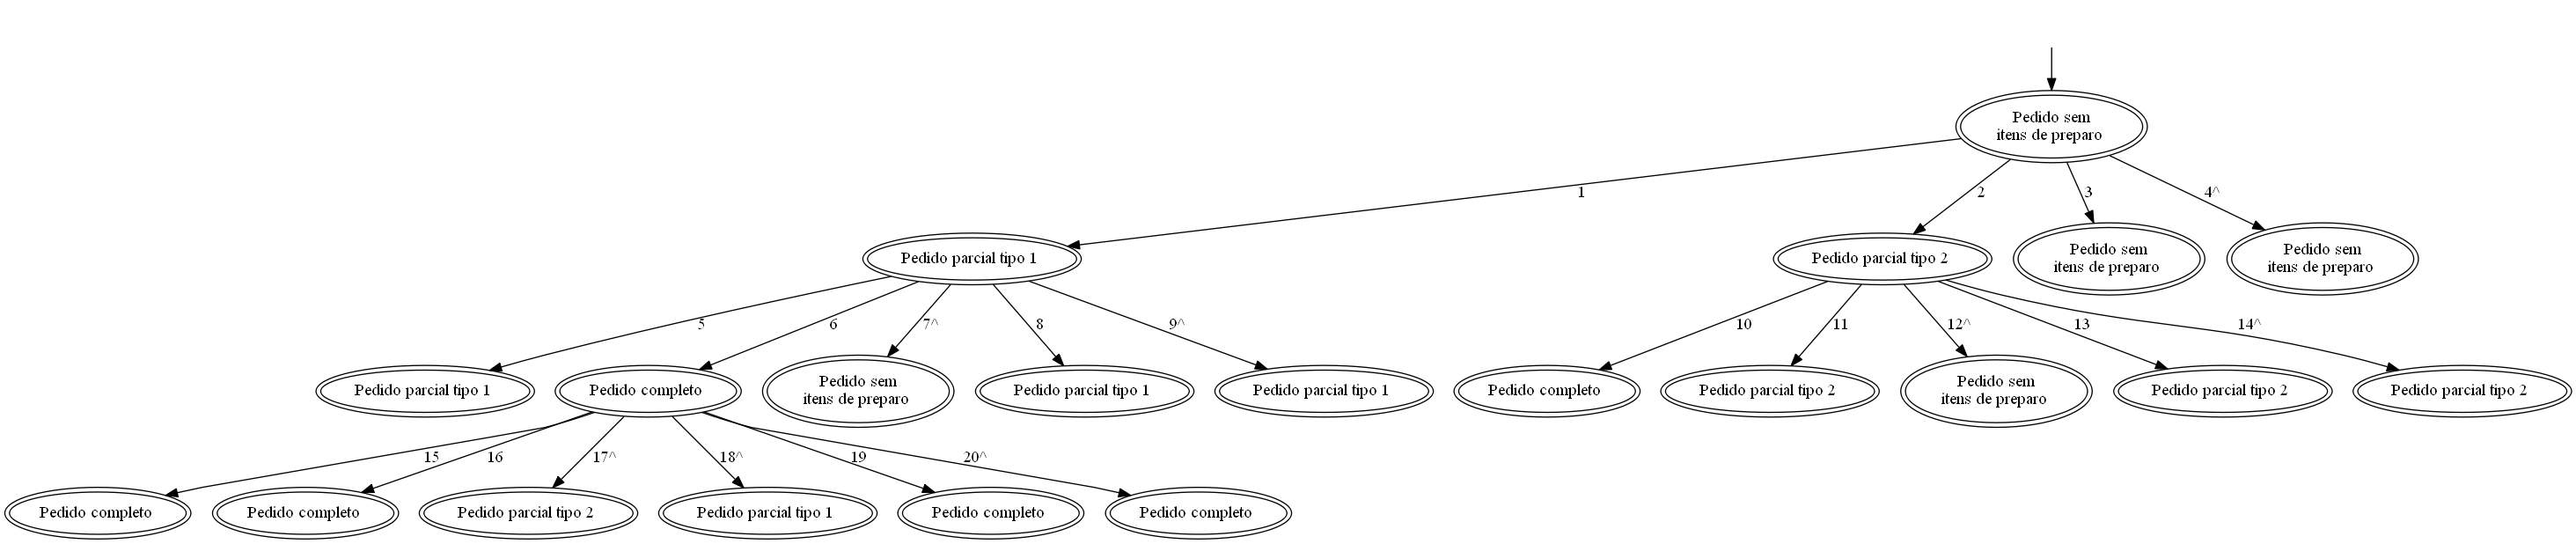 Pedido sem
itens de preparo
1
2
3
4^
Pedido parcial tipo 1
Pedido parcial tipo 2
Pedido sem
itens de preparo
Pedido sem
itens de preparo
5
6
7^
8
9^
10
11
12^
13
14^
Pedido parcial tipo 1
Pedido completo
Pedido sem
itens de preparo
Pedido parcial tipo 1
Pedido parcial tipo 1
Pedido completo
Pedido parcial tipo 2
Pedido sem
itens de preparo
Pedido parcial tipo 2
Pedido parcial tipo 2
15
16
17^
18^
19
20^
Pedido completo
Pedido completo
Pedido parcial tipo 2
Pedido parcial tipo 1
Pedido completo
Pedido completo